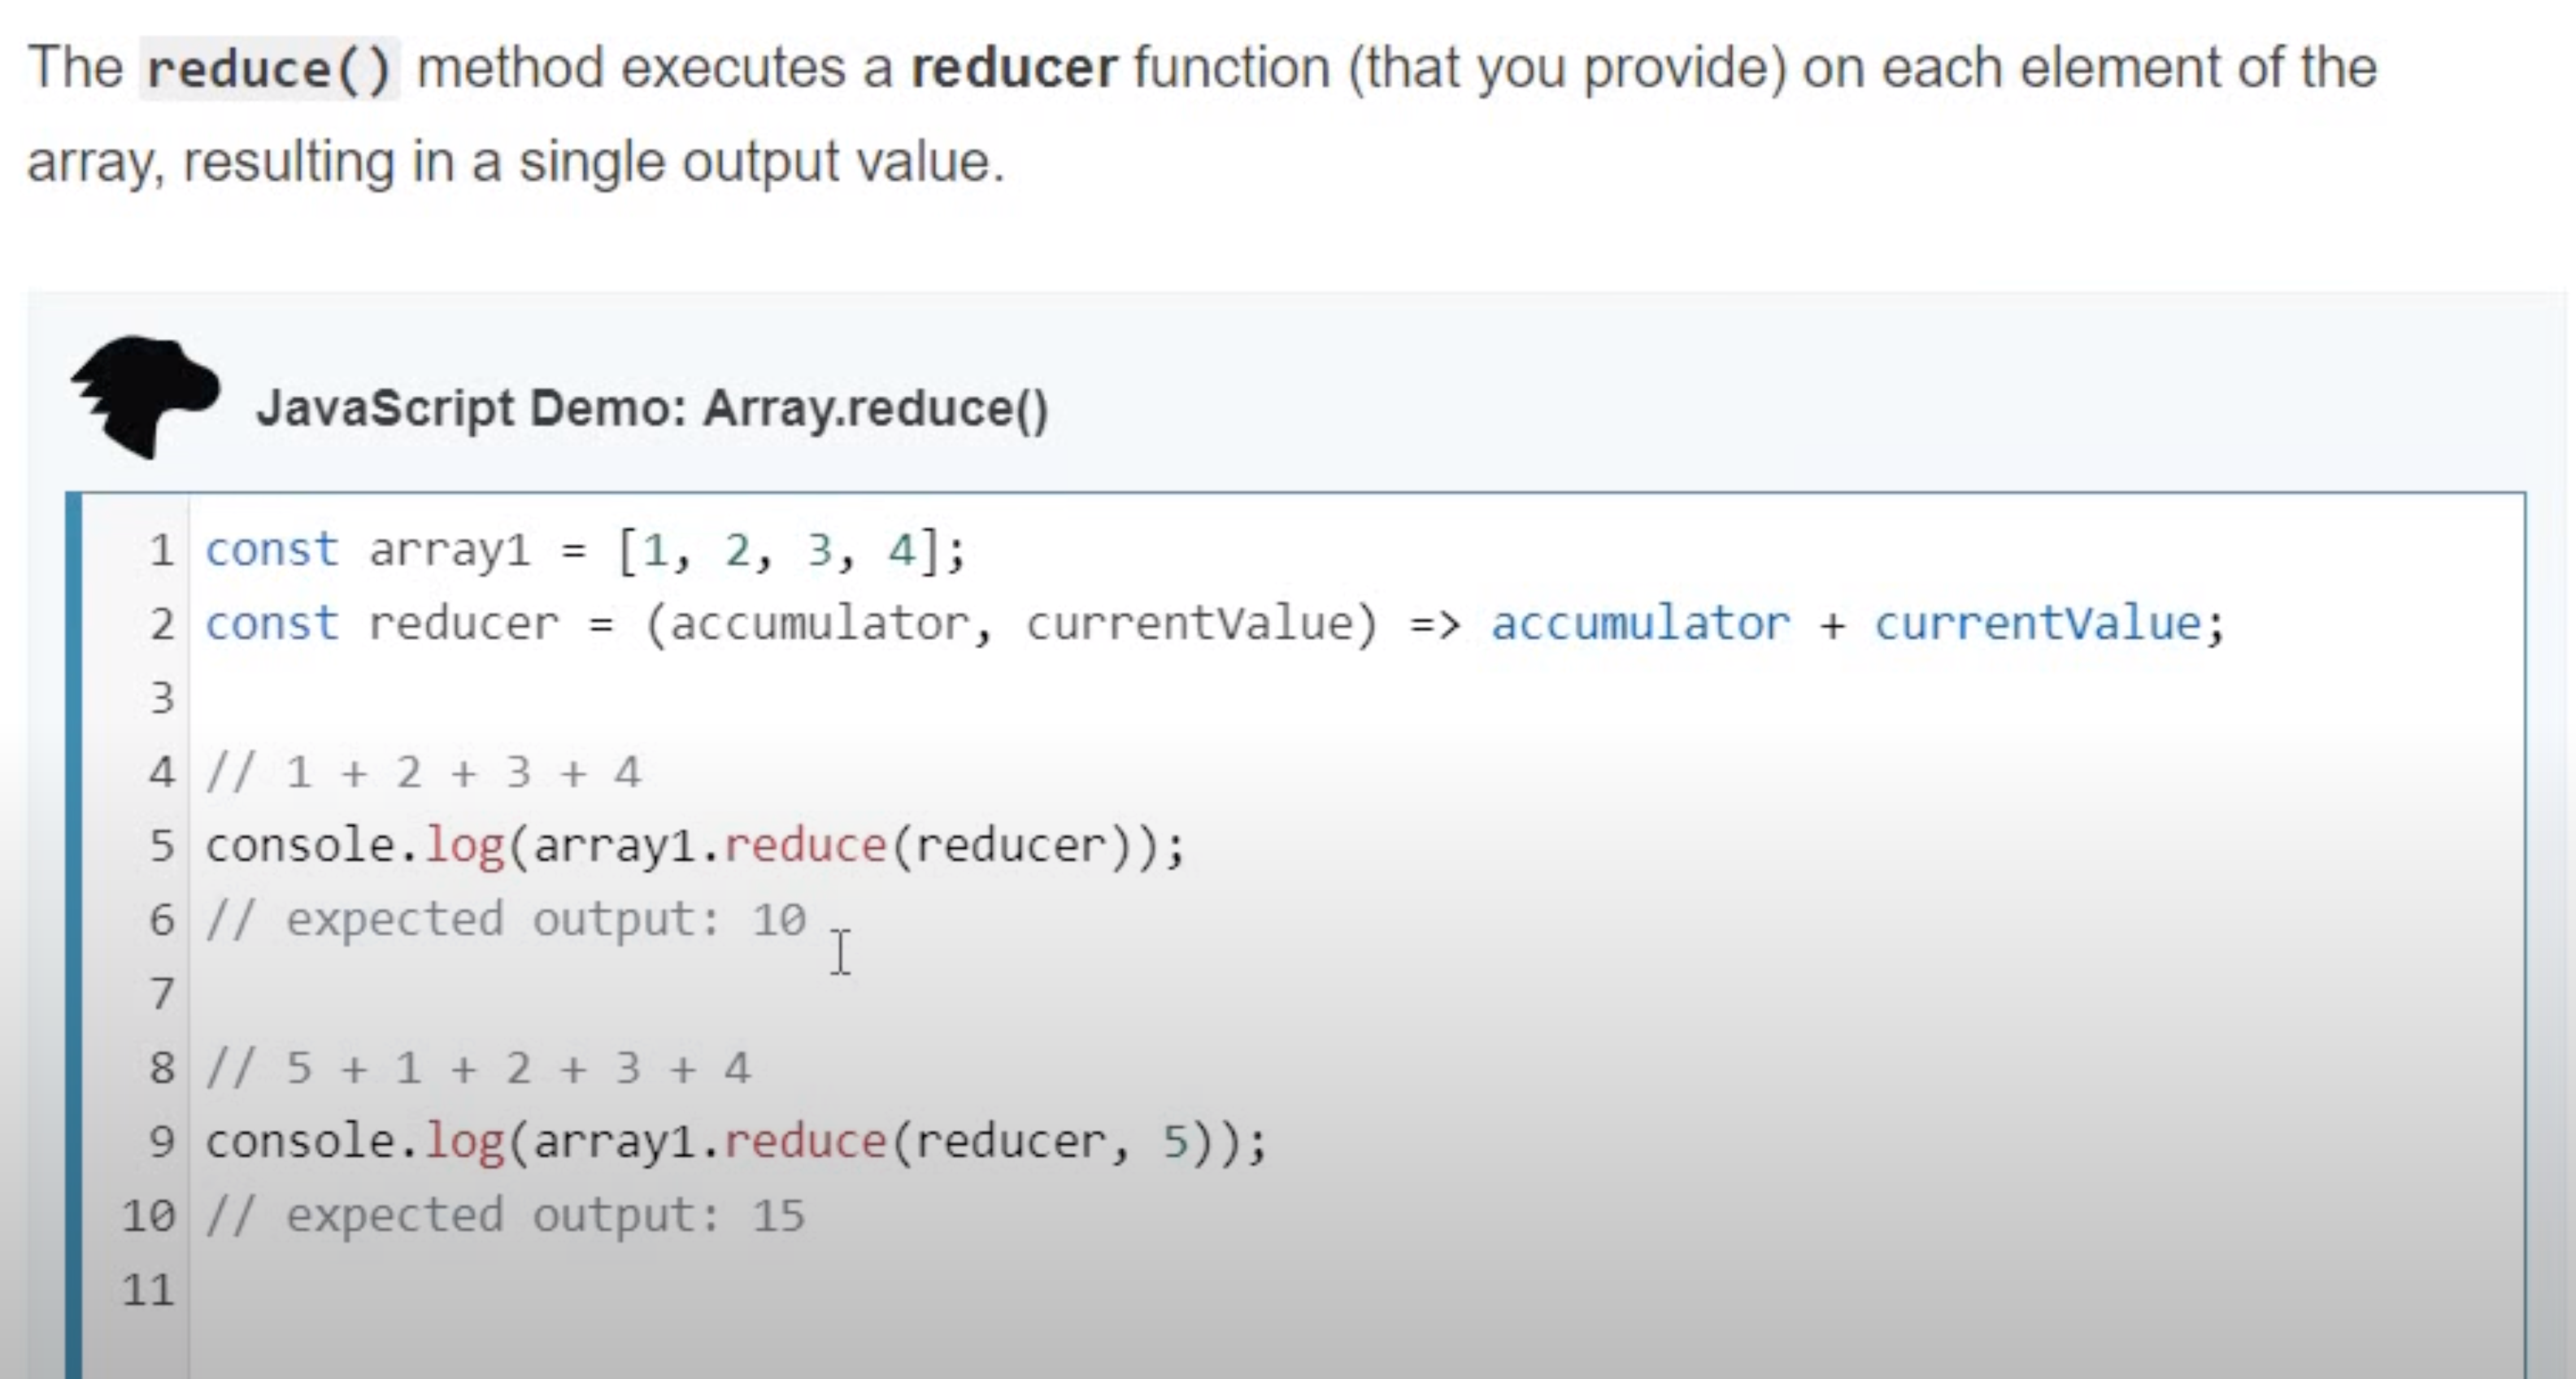 The reduce() method executes a reducer function (that you provide) on each element of the
array, resulting in a single output value.
JavaScript Demo: Array.reduce()
1 const array1 = [1, 2, 3, 4];
2 const reducer = (accumulator, currentValue) => accumulator + currentValue;
3
4 // 1 + 2 + 3 + 4
5 console.log(array1.reduce(reducer));
6 // expected output: 10
7
8 // 5 + 1 + 2 + 3 + 4
9 console.log(array1.reduce(reducer, 5));
10 // expected output: 15
11